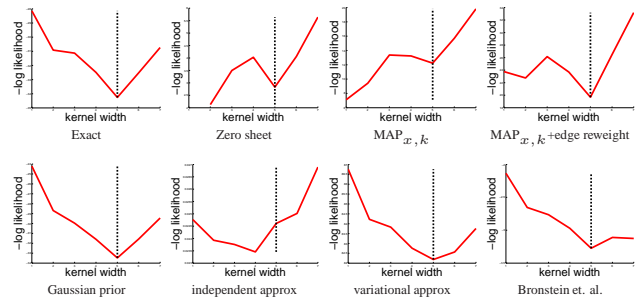 −log likelihood
kernel width
Exact
−log likelihood
kernel width
Zero sheet
−log likelihood
kernel width
MAPx,k
−log likelihood
kernel width
MAPx,k+edge reweight
−log likelihood
kernel width
Gaussian prior
−log likelihood
kernel width
independent approx
−log likelihood
kernel width
variational approx
−log likelihood
kernel width
Bronstein et. al.